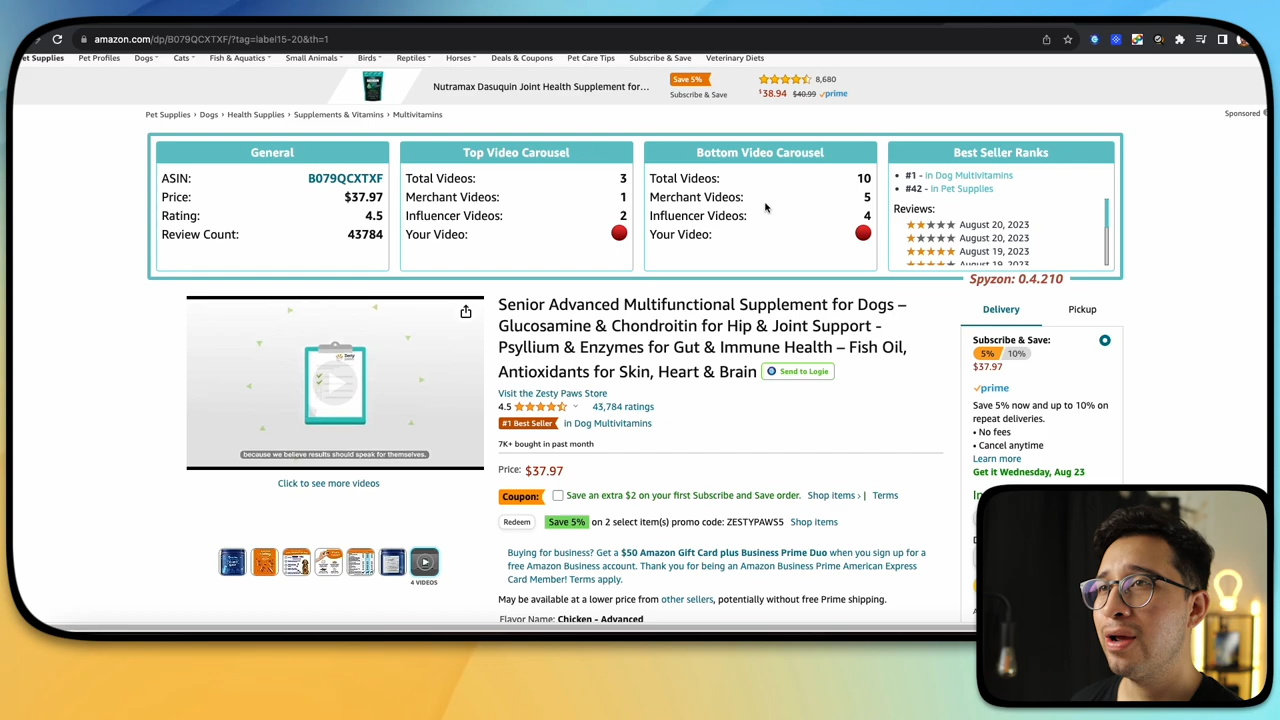 amazon.com/dp/B079QCXTXF/?tag=label15-20&th=1
et Supplies Pet Profiles Dogs Cats Fish & Aquatics Small Animals Birds Reptiles Horses Deals & Coupons Pet Care Tips Subscribe & Save Veterinary Diets
Nutramax Dasuquin Joint Health Supplement for...
Save 5%
Subscribe & Save
8,680
$38.94 $40.99 prime
Pet Supplies › Dogs › Health Supplies › Supplements & Vitamins › Multivitamins
Sponsored
General
ASIN: B079QCXTXF
Price: $37.97
Rating: 4.5
Review Count: 43784
Top Video Carousel
Total Videos: 3
Merchant Videos: 1
Influencer Videos: 2
Your Video:
Bottom Video Carousel
Total Videos: 10
Merchant Videos: 5
Influencer Videos: 4
Your Video:
Best Seller Ranks
• #1 - in Dog Multivitamins
• #42 - in Pet Supplies
Reviews:
August 20, 2023
August 20, 2023
August 19, 2023
August 19, 2023
Spyzon: 0.4.210
because we believe results should speak for themselves.
Click to see more videos
4 VIDEOS
Senior Advanced Multifunctional Supplement for Dogs –
Glucosamine & Chondroitin for Hip & Joint Support -
Psyllium & Enzymes for Gut & Immune Health – Fish Oil,
Antioxidants for Skin, Heart & Brain Send to Logie
Visit the Zesty Paws Store
4.5 43,784 ratings
#1 Best Seller in Dog Multivitamins
7K+ bought in past month
Price: $37.97
Coupon: Save an extra $2 on your first Subscribe and Save order. Shop items › | Terms
Redeem Save 5% on 2 select item(s) promo code: ZESTYPAWS5 Shop items
Buying for business? Get a $50 Amazon Gift Card plus Business Prime Duo when you sign up for a
free Amazon Business account. Thank you for being an Amazon Business Prime American Express
Card Member! Terms apply.
May be available at a lower price from other sellers, potentially without free Prime shipping.
Flavor Name: Chicken - Advanced
Delivery Pickup
Subscribe & Save:
5% 10%
$37.97
prime
Save 5% now and up to 10% on
repeat deliveries.
• No fees
• Cancel anytime
Learn more
Get it Wednesday, Aug 23